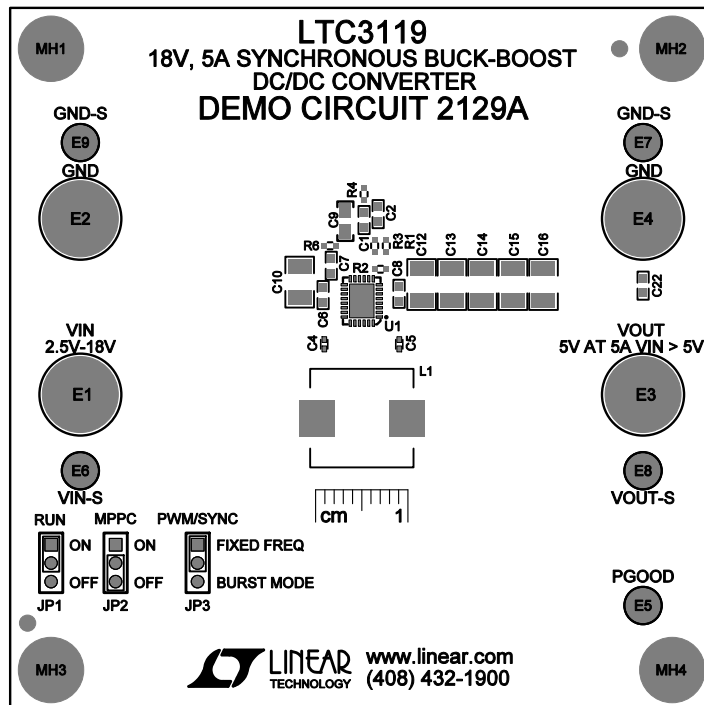 LTC3119
18V, 5A SYNCHRONOUS BUCK-BOOST
DC/DC CONVERTER
DEMO CIRCUIT 2129A
MH1
MH2
GND-S
E9
GND
E2
GND-S
E7
GND
E4
R4
C9
C1
C2
R6
C7
R3
R1
R2
C10
C6
C8
C12
C13
C14
C15
C16
C22
U1
C4
C5
VIN
2.5V-18V
E1
E6
VIN-S
VOUT
5V AT 5A VIN > 5V
E3
E8
VOUT-S
L1
cm 1
RUN
ON
OFF
JP1
MPPC
ON
OFF
JP2
PWM/SYNC
FIXED FREQ
BURST MODE
JP3
PGOOD
E5
MH3
MH4
LINEAR
TECHNOLOGY
www.linear.com
(408) 432-1900